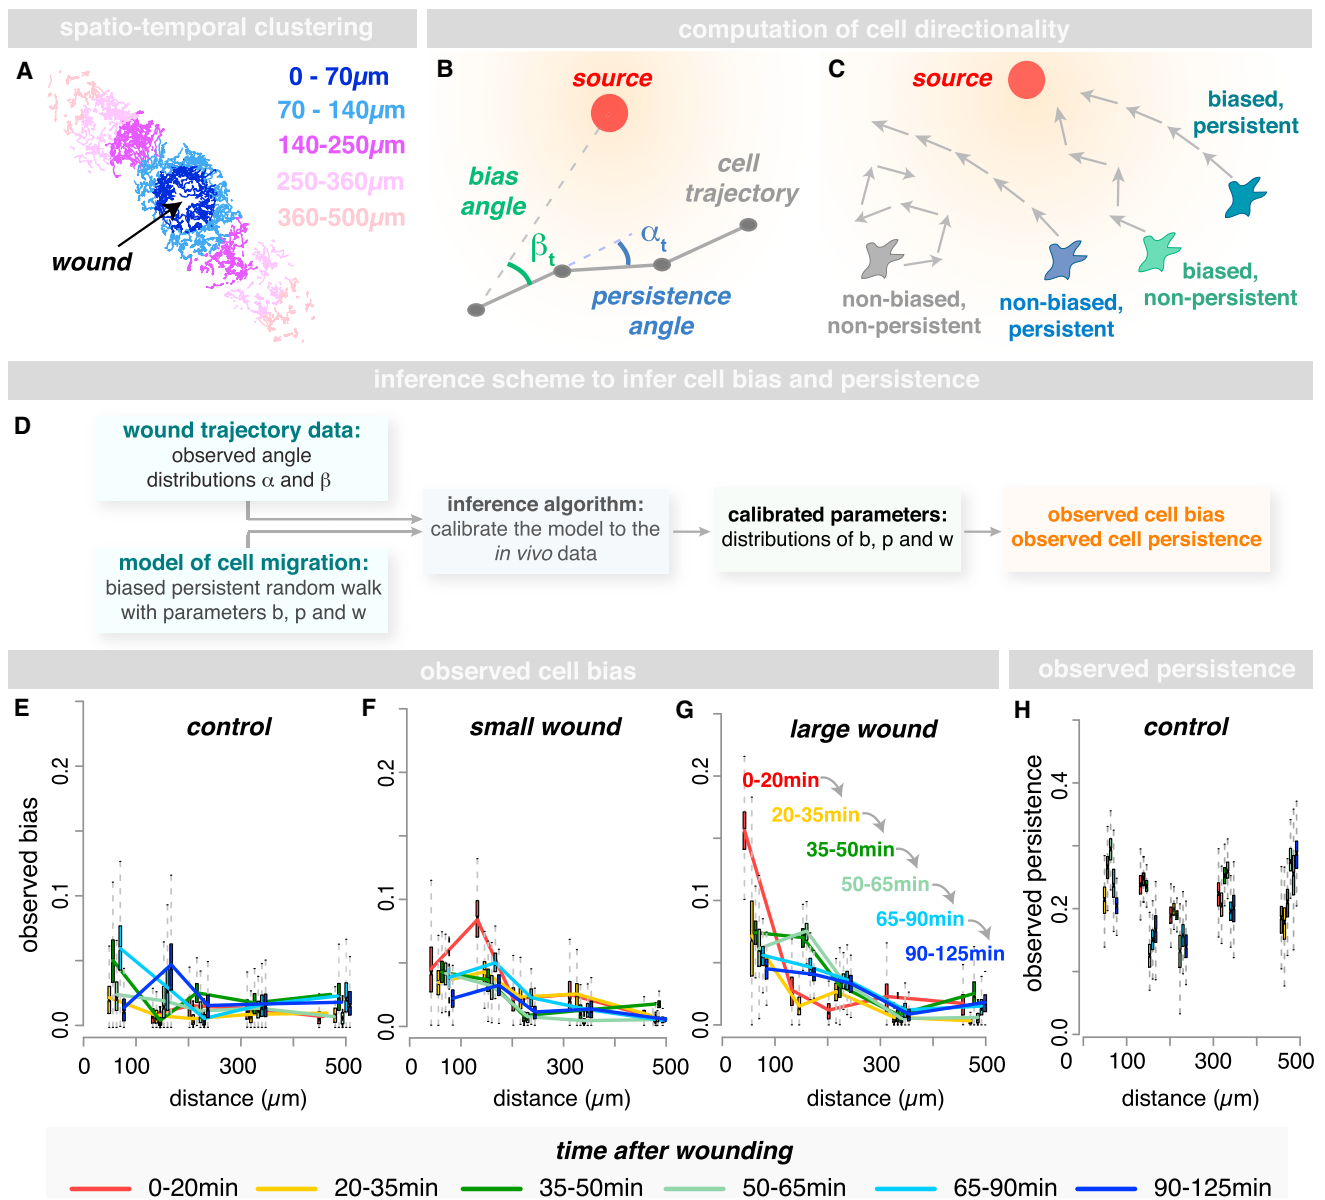 spatio-temporal clustering
computation of cell directionality
A
0 - 70µm
70 - 140µm
140-250µm
250-360µm
360-500µm
wound
B
source
bias
angle
cell
trajectory
βt
αt
persistence
angle
C
source
biased,
persistent
non-biased,
non-persistent
non-biased,
persistent
biased,
non-persistent
inference scheme to infer cell bias and persistence
D
wound trajectory data:
observed angle
distributions α and β
model of cell migration:
biased persistent random walk
with parameters b, p and w
inference algorithm:
calibrate the model to the
in vivo data
calibrated parameters:
distributions of b, p and w
observed cell bias
observed cell persistence
observed cell bias
observed persistence
E
control
observed bias
0.0
0.1
0.2
0
100
300
500
distance (µm)
F
small wound
0.0
0.1
0.2
0
100
300
500
distance (µm)
G
large wound
0-20min
20-35min
35-50min
50-65min
65-90min
90-125min
0.0
0.1
0.2
0
100
300
500
distance (µm)
H
control
observed persistence
0.0
0.2
0.4
0
100
300
500
distance (µm)
time after wounding
0-20min
20-35min
35-50min
50-65min
65-90min
90-125min